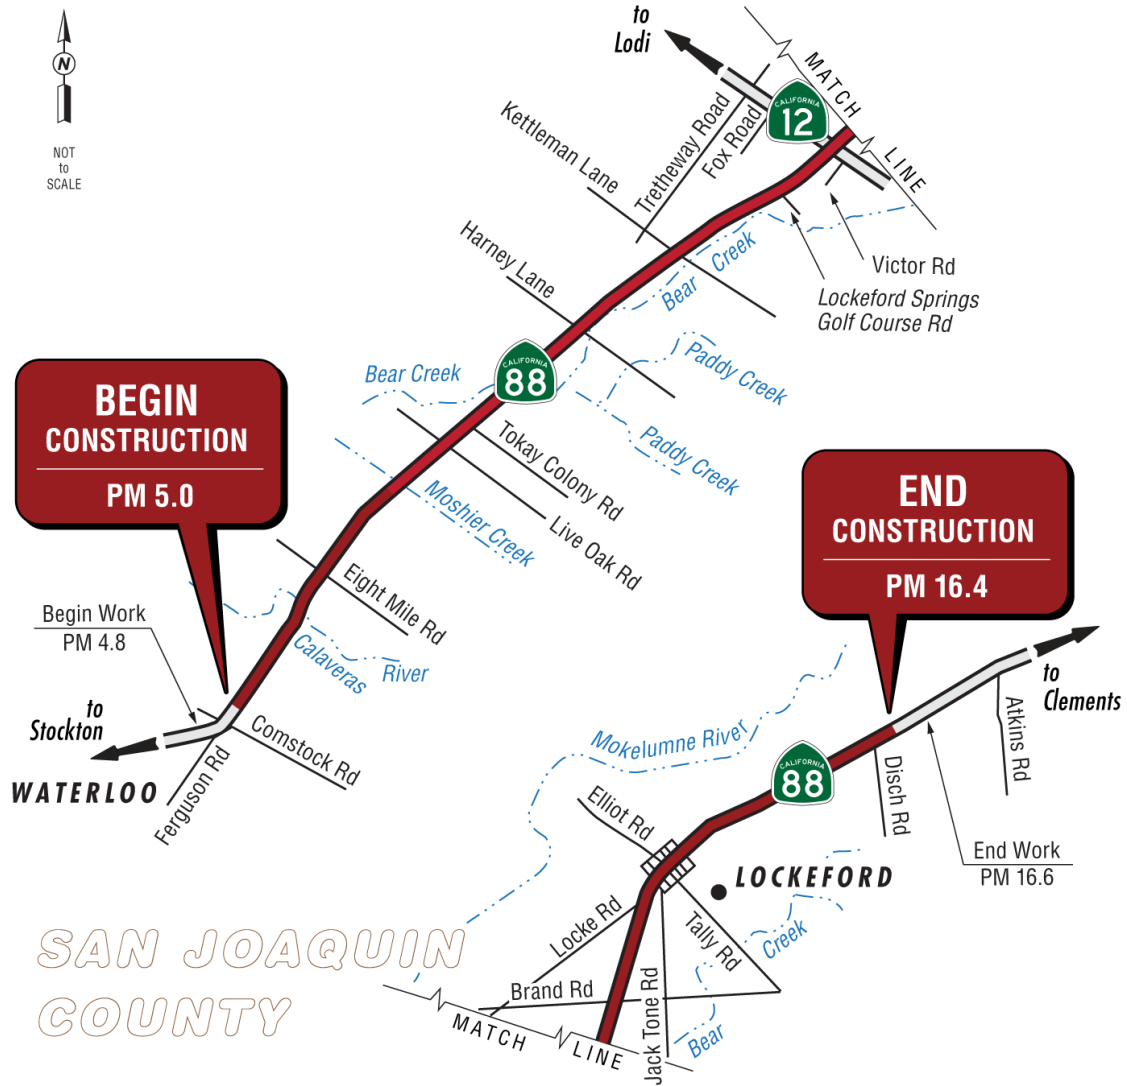 to
Lodi
N
NOT
to
SCALE
MATCH
LINE
CALIFORNIA
12
Kettleman Lane
Tretheway Road
Fox Road
Harney Lane
Bear Creek
Victor Rd
Lockeford Springs
Golf Course Rd
Paddy Creek
Paddy Creek
CALIFORNIA
88
Bear Creek
Tokay Colony Rd
Live Oak Rd
Moshier Creek
Eight Mile Rd
Calaveras River
BEGIN
CONSTRUCTION
PM 5.0
Begin Work
PM 4.8
to
Stockton
WATERLOO
Ferguson Rd
Comstock Rd
END
CONSTRUCTION
PM 16.4
to
Clements
Atkins Rd
Disch Rd
End Work
PM 16.6
Mokelumne River
CALIFORNIA
88
Elliot Rd
LOCKEFORD
Locke Rd
Tally Rd
Brand Rd
Jack Tone Rd
Bear Creek
MATCH LINE
SAN JOAQUIN
COUNTY